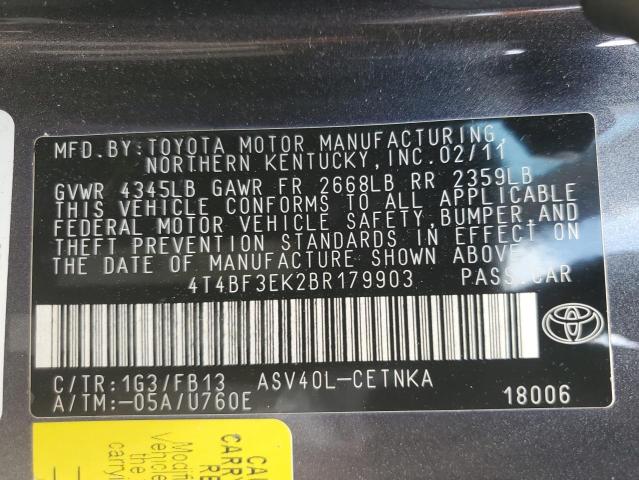 MFD.BY:TOYOTA MOTOR MANUFACTURING,
NORTHERN KENTUCKY,INC.02/11
GVWR 4345LB GAWR FR 2668LB RR 2359LB
THIS VEHICLE CONFORMS TO ALL APPLICABLE
FEDERAL MOTOR VEHICLE SAFETY,BUMPER,AND
THEFT PREVENTION STANDARDS IN EFFECT ON
THE DATE OF MANUFACTURE SHOWN ABOVE.
4T4BF3EK2BR179903 PASS.CAR
C/TR:1G3/FB13 ASV40L-CETNKA
A/TM:-05A/U760E 18006